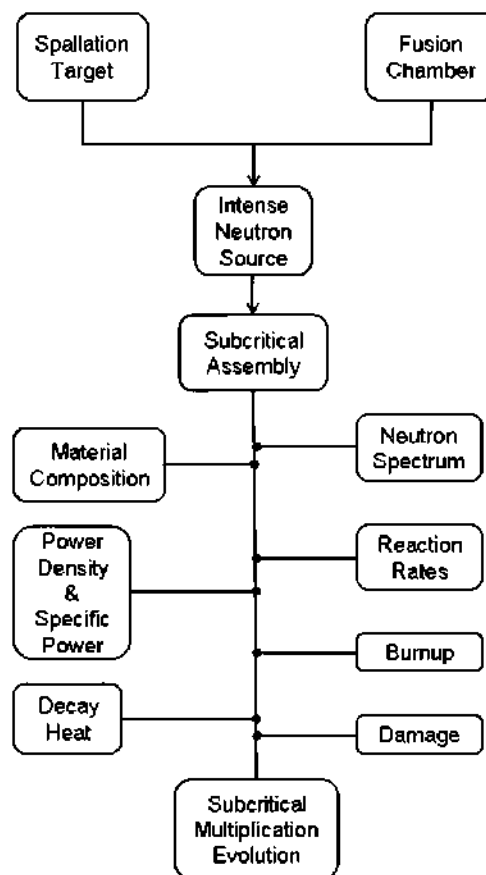 Spallation
Target
Fusion
Chamber
Intense
Neutron
Source
Subcritical
Assembly
Neutron
Spectrum
Material
Composition
Power
Density
&
Specific
Power
Reaction
Rates
Burnup
Decay
Heat
Damage
Subcritical
Multiplication
Evolution